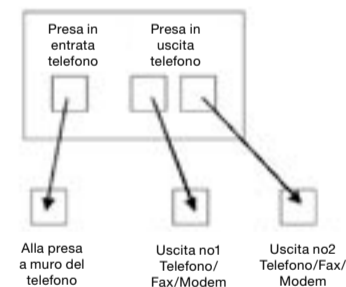 Presa in
entrata
telefono
Presa in
uscita
telefono
Alla presa
a muro del
telefono
Uscita no1
Telefono/
Fax/Modem
Uscita no2
Telefono/Fax/
Modem